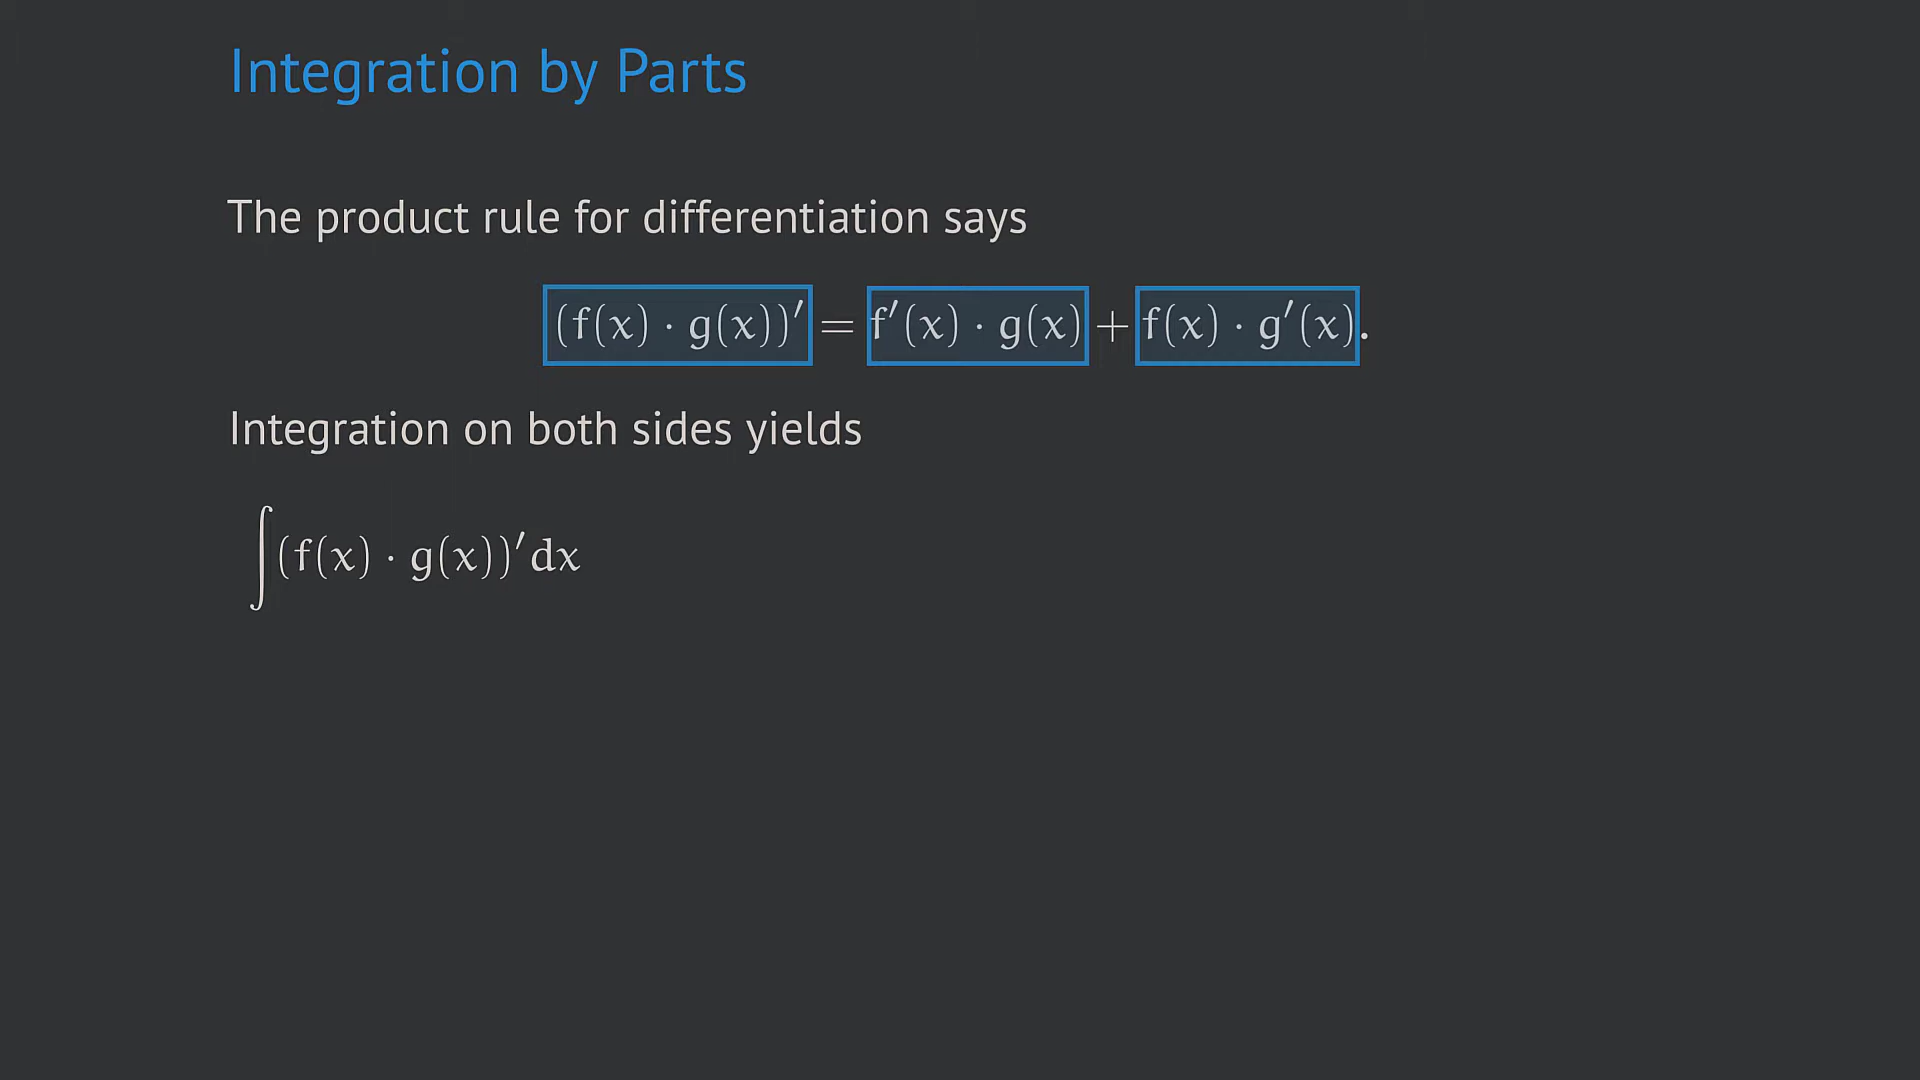 Integration by Parts
The product rule for differentiation says
(f(x) · g(x))′ = f′(x) · g(x) + f(x) · g′(x).
Integration on both sides yields
∫(f(x) · g(x))′dx